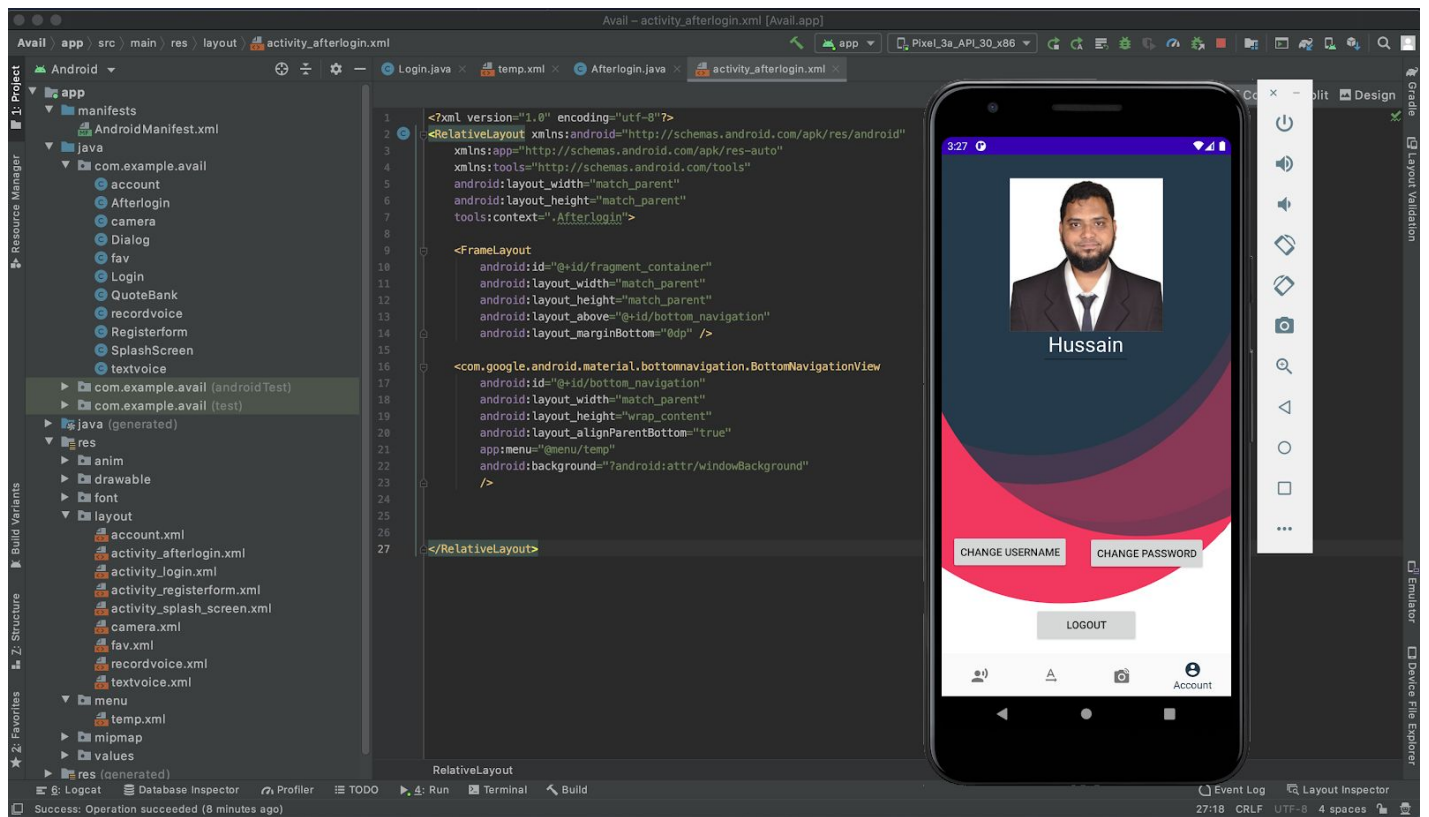 Avail – activity_afterlogin.xml [Avail.app]
Avail app src main res layout activity_afterlogin.xml
app Pixel_3a_API_30_x86
Android
Login.java temp.xml Afterlogin.java activity_afterlogin.xml
Design
1: Project
Resource Manager
Build Variants
Z: Structure
2: Favorites
app
manifests
AndroidManifest.xml
java
com.example.avail
account
Afterlogin
camera
Dialog
fav
Login
QuoteBank
recordvoice
Registerform
SplashScreen
textvoice
com.example.avail (androidTest)
com.example.avail (test)
java (generated)
res
anim
drawable
font
layout
account.xml
activity_afterlogin.xml
activity_login.xml
activity_registerform.xml
activity_splash_screen.xml
camera.xml
fav.xml
recordvoice.xml
textvoice.xml
menu
temp.xml
mipmap
values
res (generated)
1 <?xml version="1.0" encoding="utf-8"?>
2 <RelativeLayout xmlns:android="http://schemas.android.com/apk/res/android"
3 xmlns:app="http://schemas.android.com/apk/res-auto"
4 xmlns:tools="http://schemas.android.com/tools"
5 android:layout_width="match_parent"
6 android:layout_height="match_parent"
7 tools:context=".Afterlogin">
8
9 <FrameLayout
10 android:id="@+id/fragment_container"
11 android:layout_width="match_parent"
12 android:layout_height="match_parent"
13 android:layout_above="@+id/bottom_navigation"
14 android:layout_marginBottom="0dp" />
15
16 <com.google.android.material.bottomnavigation.BottomNavigationView
17 android:id="@+id/bottom_navigation"
18 android:layout_width="match_parent"
19 android:layout_height="wrap_content"
20 android:layout_alignParentBottom="true"
21 app:menu="@menu/temp"
22 android:background="?android:attr/windowBackground"
23 />
24
25
26
27 </RelativeLayout>
RelativeLayout
3:27
Hussain
CHANGE USERNAME
CHANGE PASSWORD
LOGOUT
Account
Gradle
Layout Validation
Emulator
Device File Explorer
6: Logcat Database Inspector Profiler TODO 4: Run Terminal Build Event Log Layout Inspector
Success: Operation succeeded (8 minutes ago) 27:18 CRLF UTF-8 4 spaces